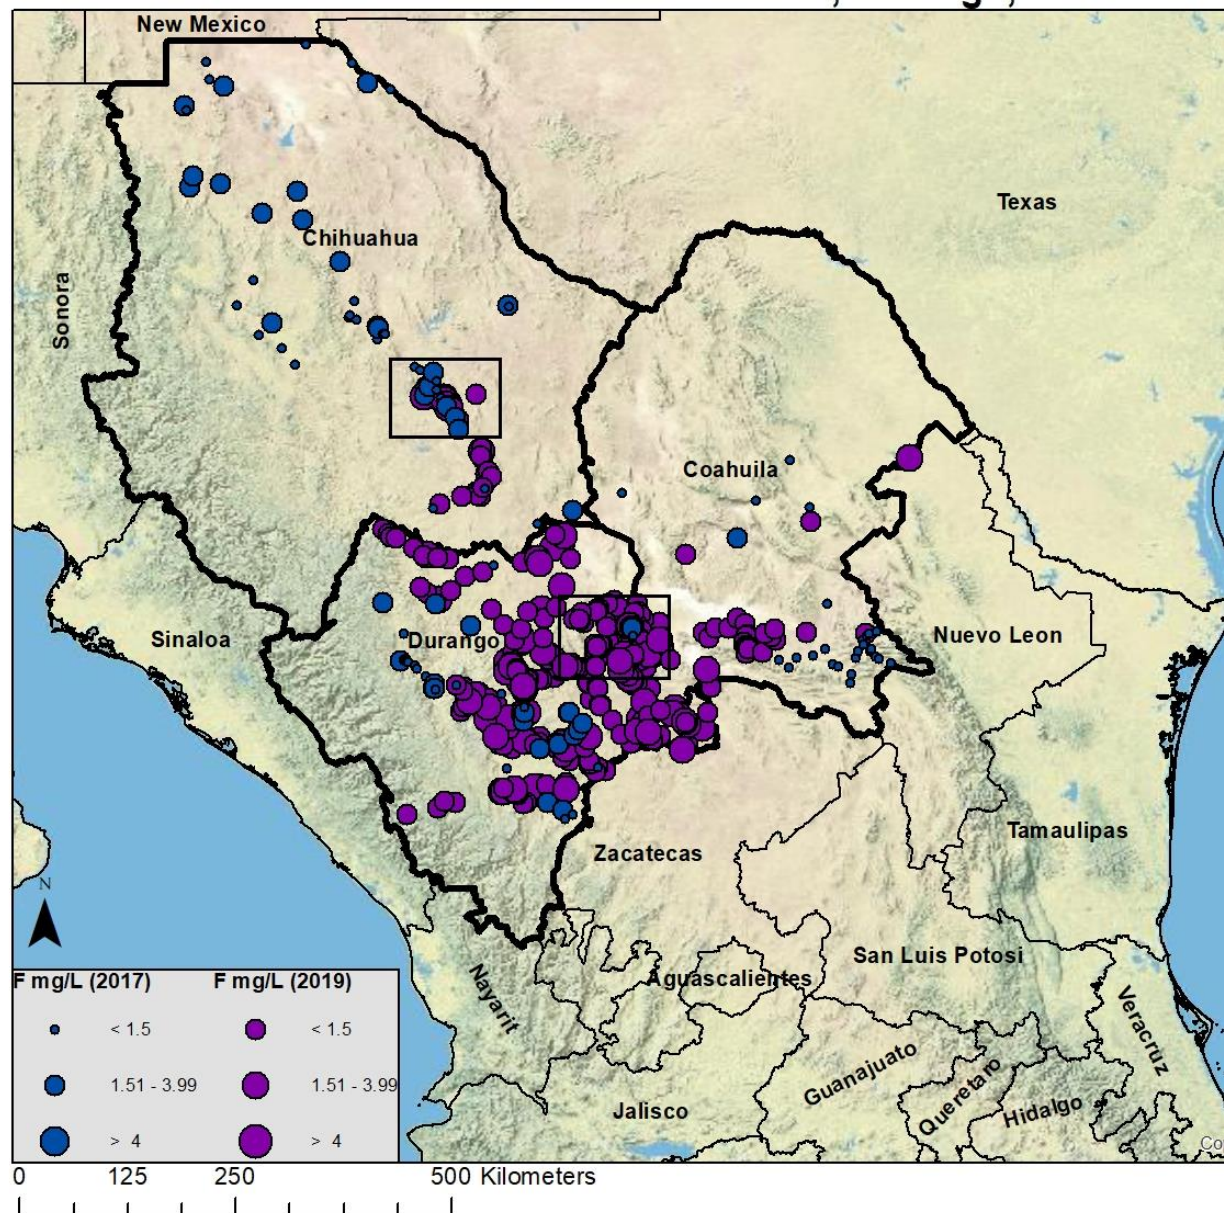 New Mexico
Texas
Chihuahua
Sonora
Coahuila
Sinaloa
Durango
Nuevo Leon
Tamaulipas
Zacatecas
N
San Luis Potosi
Aguascalientes
Nayarit
Veracruz
F mg/L (2017) F mg/L (2019)
< 1.5 < 1.5
1.51 - 3.99 1.51 - 3.99
> 4 > 4
Guanajuato
Queretaro
Hidalgo
Jalisco
Co
0 125 250 500 Kilometers